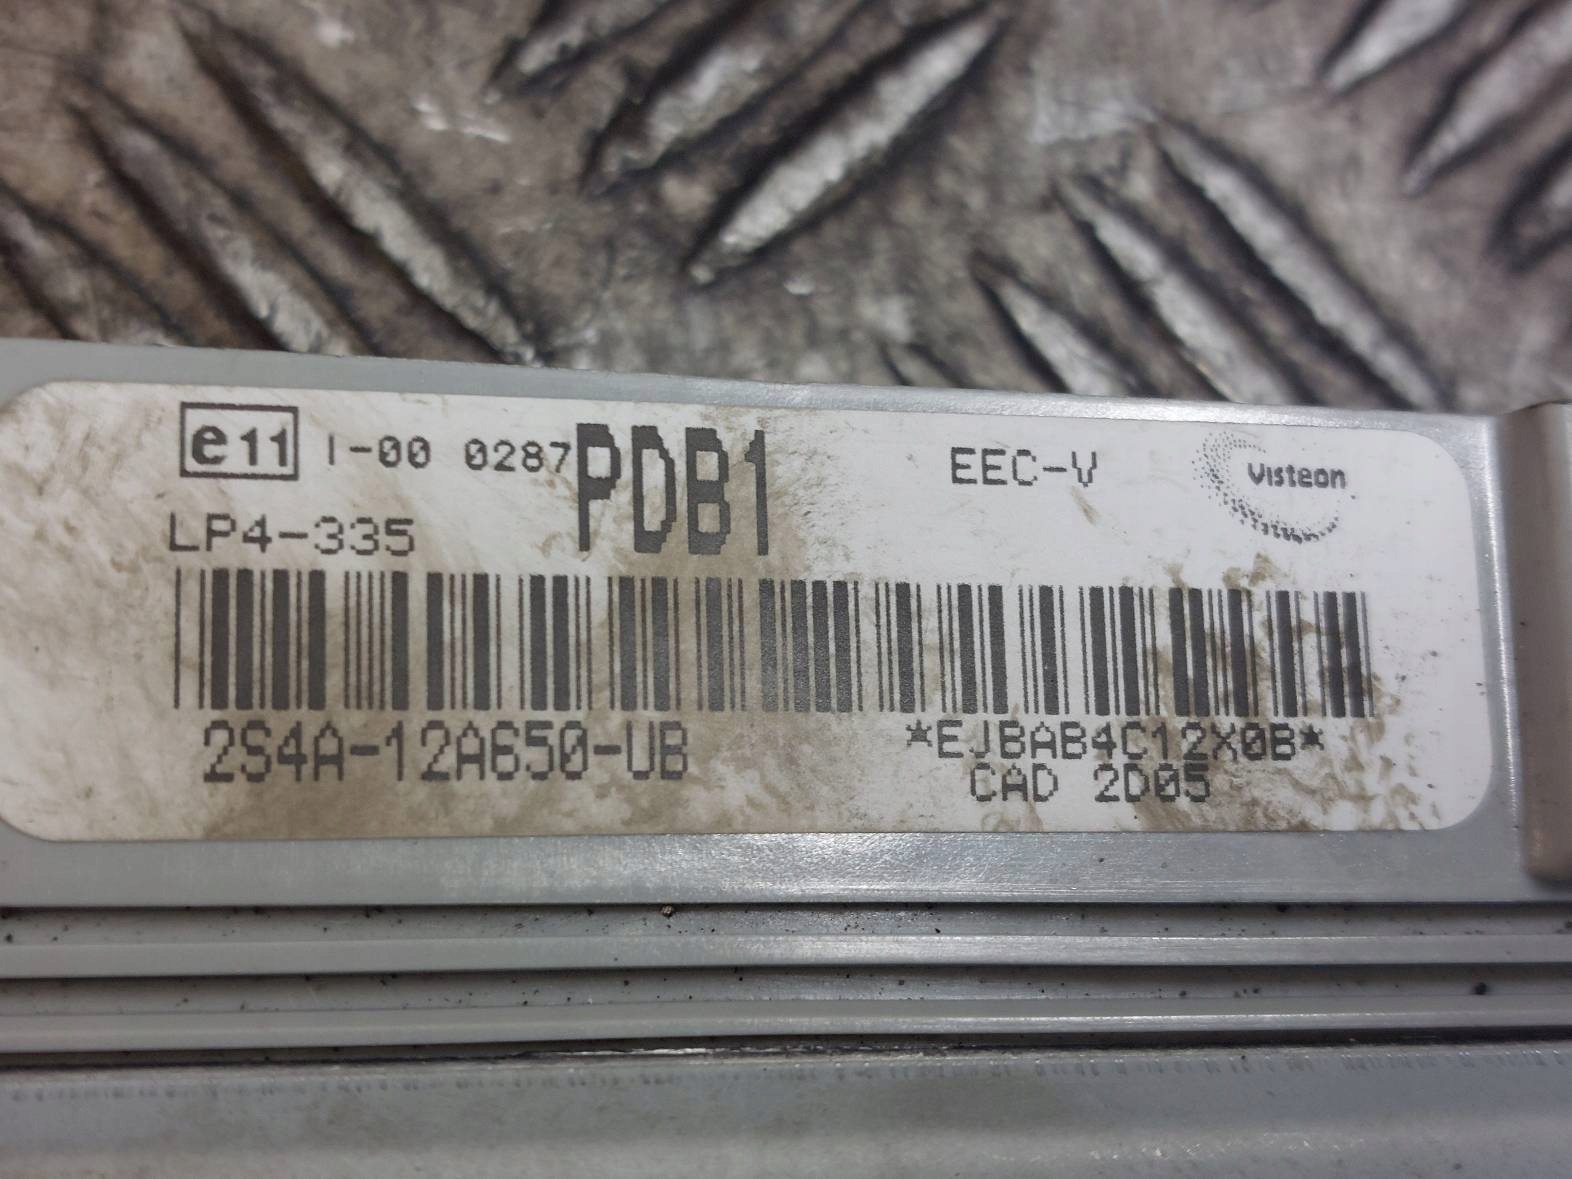 e11 I-00 0287 PDB1 EEC-V Visteon
LP4-335
2S4A-12A650-UB *EJBAB4C12X0B*
CAD 2D05